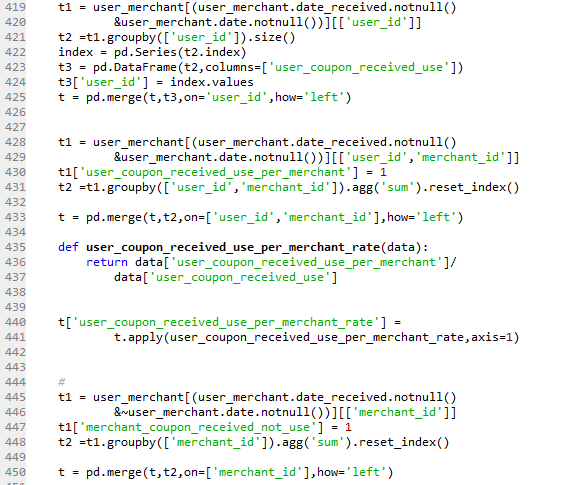 419 t1 = user_merchant[(user_merchant.date_received.notnull()
420 &user_merchant.date.notnull())][['user_id']]
421 t2 =t1.groupby(['user_id']).size()
422 index = pd.Series(t2.index)
423 t3 = pd.DataFrame(t2,columns=['user_coupon_received_use'])
424 t3['user_id'] = index.values
425 t = pd.merge(t,t3,on='user_id',how='left')
426
427
428 t1 = user_merchant[(user_merchant.date_received.notnull()
429 &user_merchant.date.notnull())][['user_id','merchant_id']]
430 t1['user_coupon_received_use_per_merchant'] = 1
431 t2 =t1.groupby(['user_id','merchant_id']).agg('sum').reset_index()
432
433 t = pd.merge(t,t2,on=['user_id','merchant_id'],how='left')
434
435 def user_coupon_received_use_per_merchant_rate(data):
436 return data['user_coupon_received_use_per_merchant']/
437 data['user_coupon_received_use']
438
439
440 t['user_coupon_received_use_per_merchant_rate'] =
441 t.apply(user_coupon_received_use_per_merchant_rate,axis=1)
442
443
444 #
445 t1 = user_merchant[(user_merchant.date_received.notnull()
446 &~user_merchant.date.notnull())][['merchant_id']]
447 t1['merchant_coupon_received_not_use'] = 1
448 t2 =t1.groupby(['merchant_id']).agg('sum').reset_index()
449
450 t = pd.merge(t,t2,on=['merchant_id'],how='left')